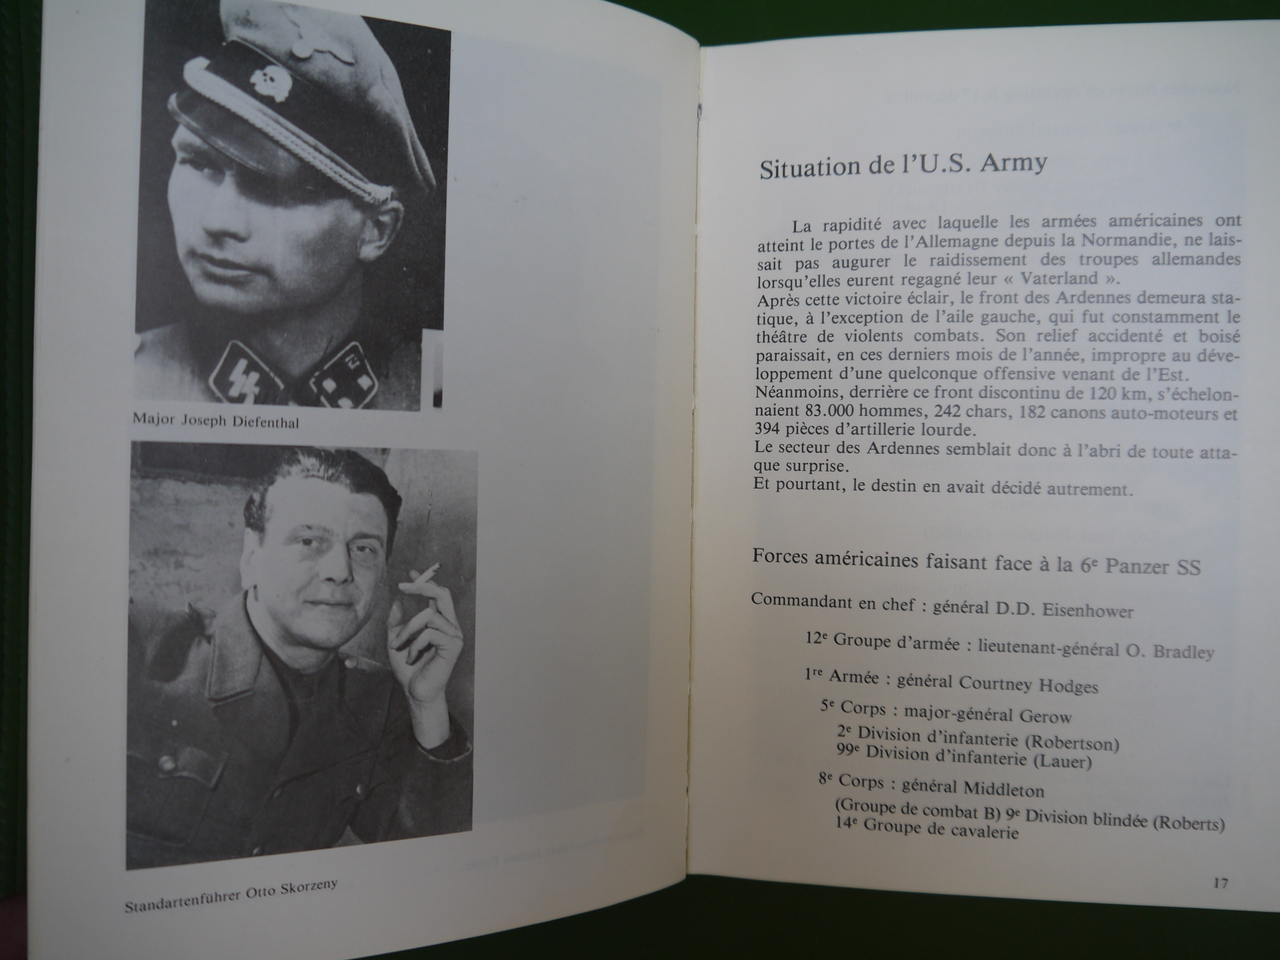 Major Joseph Diefenthal
Standartenführer Otto Skorzeny
Situation de l'U.S. Army
La rapidité avec laquelle les armées américaines ont
atteint le portes de l'Allemagne depuis la Normandie, ne lais-
sait pas augurer le raidissement des troupes allemandes
lorsqu'elles eurent regagné leur « Vaterland ».
Après cette victoire éclair, le front des Ardennes demeura sta-
tique, à l'exception de l'aile gauche, qui fut constamment le
théâtre de violents combats. Son relief accidenté et boisé
paraissait, en ces derniers mois de l'année, impropre au déve-
loppement d'une quelconque offensive venant de l'Est.
Néanmoins, derrière ce front discontinu de 120 km, s'échelon-
naient 83.000 hommes, 242 chars, 182 canons auto-moteurs et
394 pièces d'artillerie lourde.
Le secteur des Ardennes semblait donc à l'abri de toute atta-
que surprise.
Et pourtant, le destin en avait décidé autrement.
Forces américaines faisant face à la 6e Panzer SS
Commandant en chef : général D.D. Eisenhower
12e Groupe d'armée : lieutenant-général O. Bradley
1re Armée : général Courtney Hodges
5e Corps : major-général Gerow
2e Division d'infanterie (Robertson)
99e Division d'infanterie (Lauer)
8e Corps : général Middleton
(Groupe de combat B) 9e Division blindée (Roberts)
14e Groupe de cavalerie
17